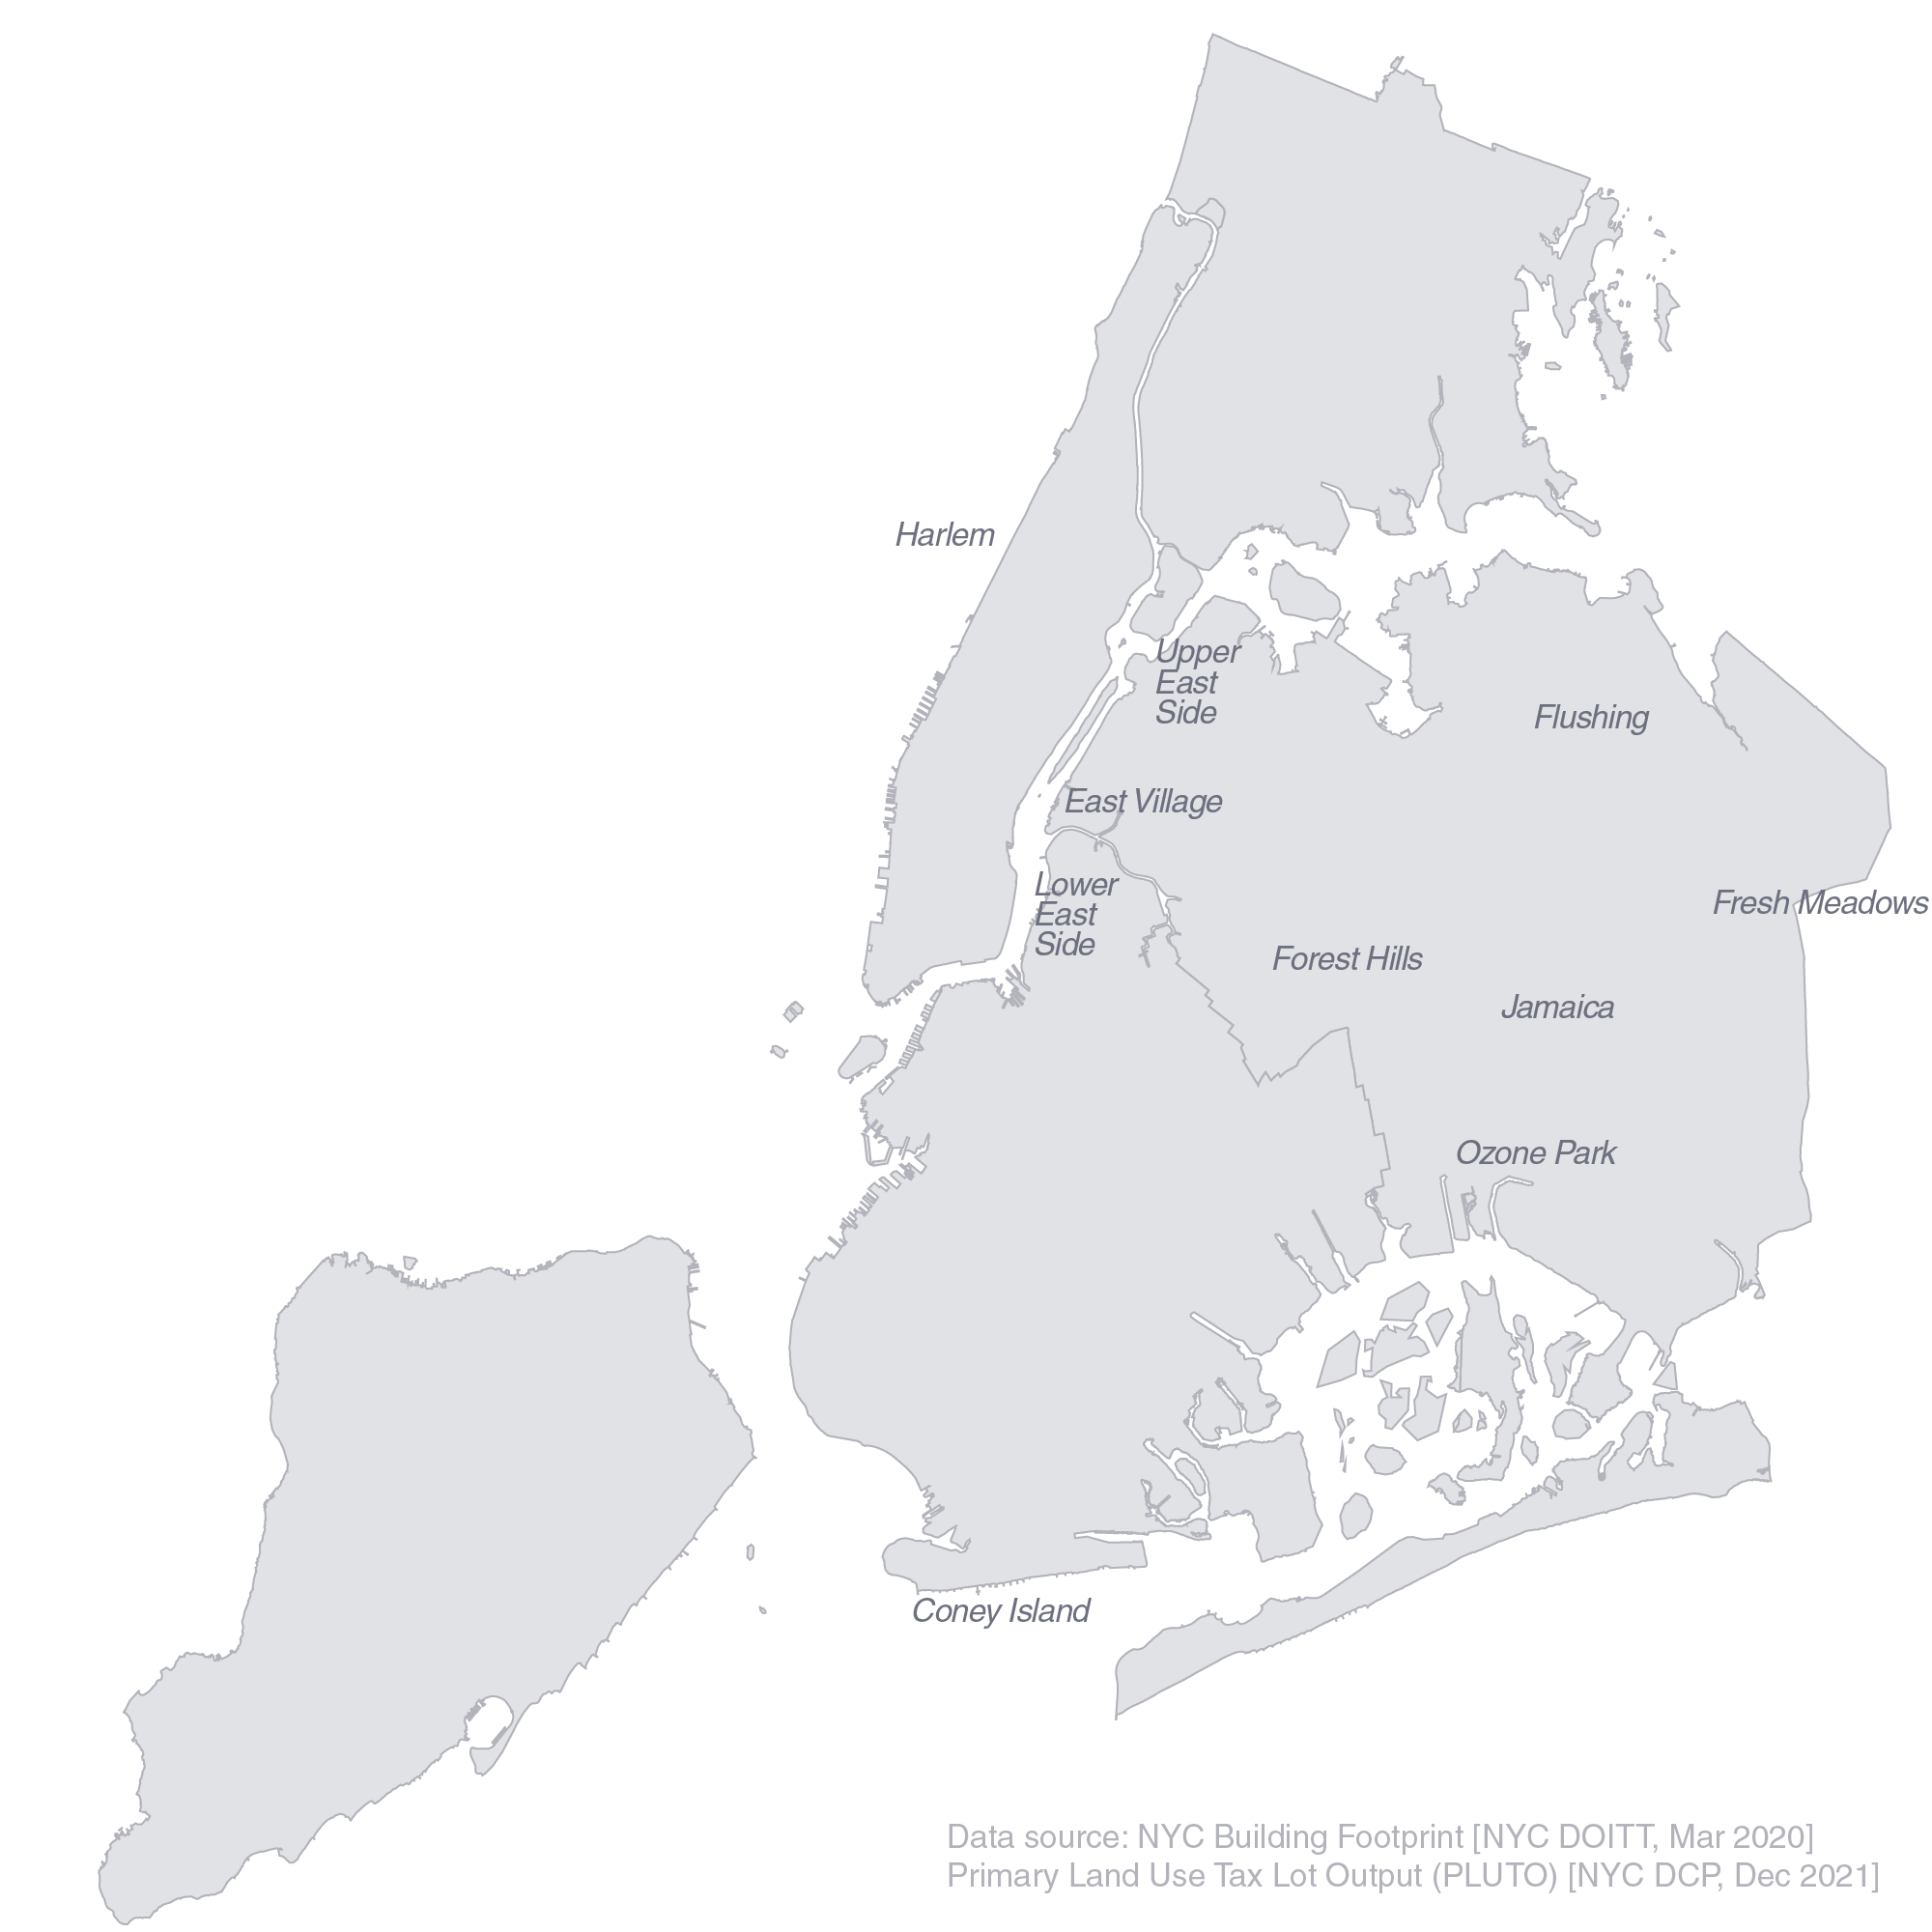 Harlem
Upper
East
Side
Flushing
East Village
Lower
East
Side
Fresh Meadows
Forest Hills
Jamaica
Ozone Park
Coney Island
Data source: NYC Building Footprint [NYC DOITT, Mar 2020]
Primary Land Use Tax Lot Output (PLUTO) [NYC DCP, Dec 2021]